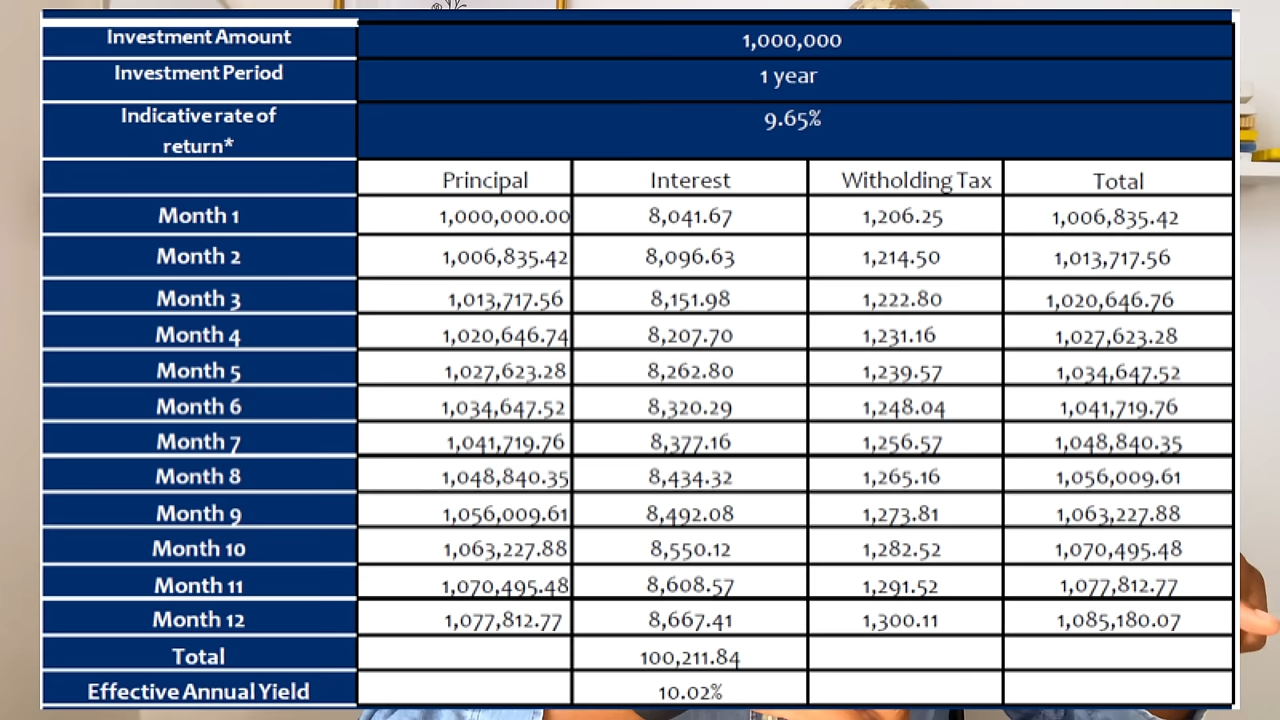 Investment Amount 1,000,000
Investment Period 1 year
Indicative rate of return* 9.65%
Principal Interest Witholding Tax Total
Month 1 1,000,000.00 8,041.67 1,206.25 1,006,835.42
Month 2 1,006,835.42 8,096.63 1,214.50 1,013,717.56
Month 3 1,013,717.56 8,151.98 1,222.80 1,020,646.76
Month 4 1,020,646.74 8,207.70 1,231.16 1,027,623.28
Month 5 1,027,623.28 8,262.80 1,239.57 1,034,647.52
Month 6 1,034,647.52 8,320.29 1,248.04 1,041,719.76
Month 7 1,041,719.76 8,377.16 1,256.57 1,048,840.35
Month 8 1,048,840.35 8,434.32 1,265.16 1,056,009.61
Month 9 1,056,009.61 8,492.08 1,273.81 1,063,227.88
Month 10 1,063,227.88 8,550.12 1,282.52 1,070,495.48
Month 11 1,070,495.48 8,608.57 1,291.52 1,077,812.77
Month 12 1,077,812.77 8,667.41 1,300.11 1,085,180.07
Total 100,211.84
Effective Annual Yield 10.02%